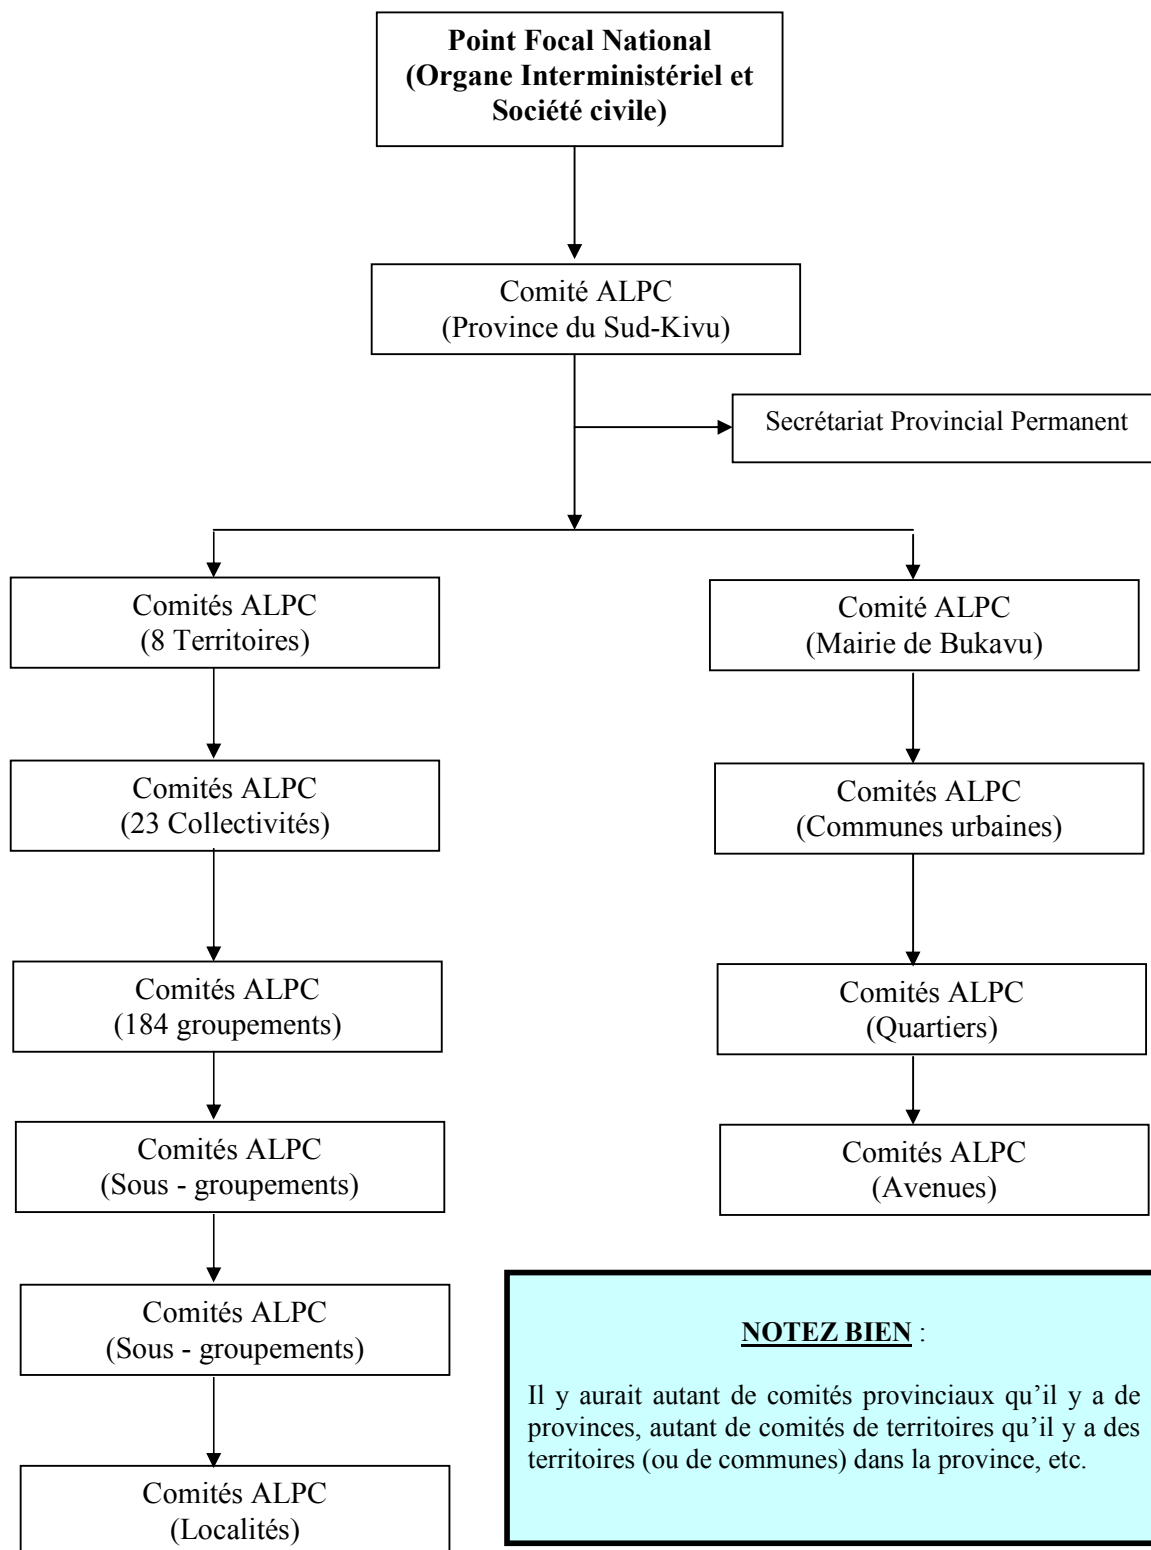 Point Focal National
(Organe Interministériel et
Société civile)
Comité ALPC
(Province du Sud-Kivu)
Secrétariat Provincial Permanent
Comités ALPC
(8 Territoires)
Comité ALPC
(Mairie de Bukavu)
Comités ALPC
(23 Collectivités)
Comités ALPC
(Communes urbaines)
Comités ALPC
(184 groupements)
Comités ALPC
(Quartiers)
Comités ALPC
(Sous - groupements)
Comités ALPC
(Avenues)
Comités ALPC
(Sous - groupements)
Comités ALPC
(Localités)
NOTEZ BIEN :
Il y aurait autant de comités provinciaux qu’il y a de
provinces, autant de comités de territoires qu’il y a des
territoires (ou de communes) dans la province, etc.